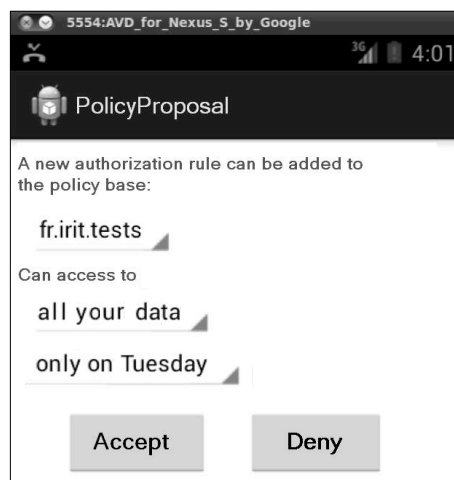 5554:AVD_for_Nexus_S_by_Google
3G 4:01
PolicyProposal
A new authorization rule can be added to
the policy base:
fr.irit.tests
Can access to
all your data
only on Tuesday
Accept Deny